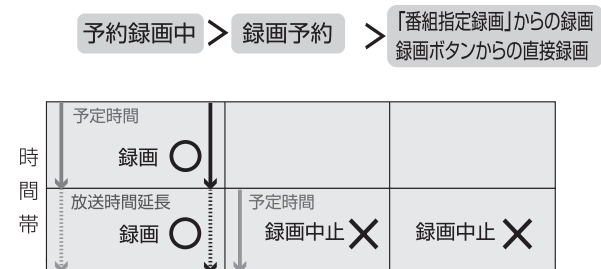 予約録画中 > 録画予約 > 「番組指定録画」からの録画
録画ボタンからの直接録画
時間帯
予定時間
録画 ○
放送時間延長 予定時間
録画 ○ 録画中止 × 録画中止 ×